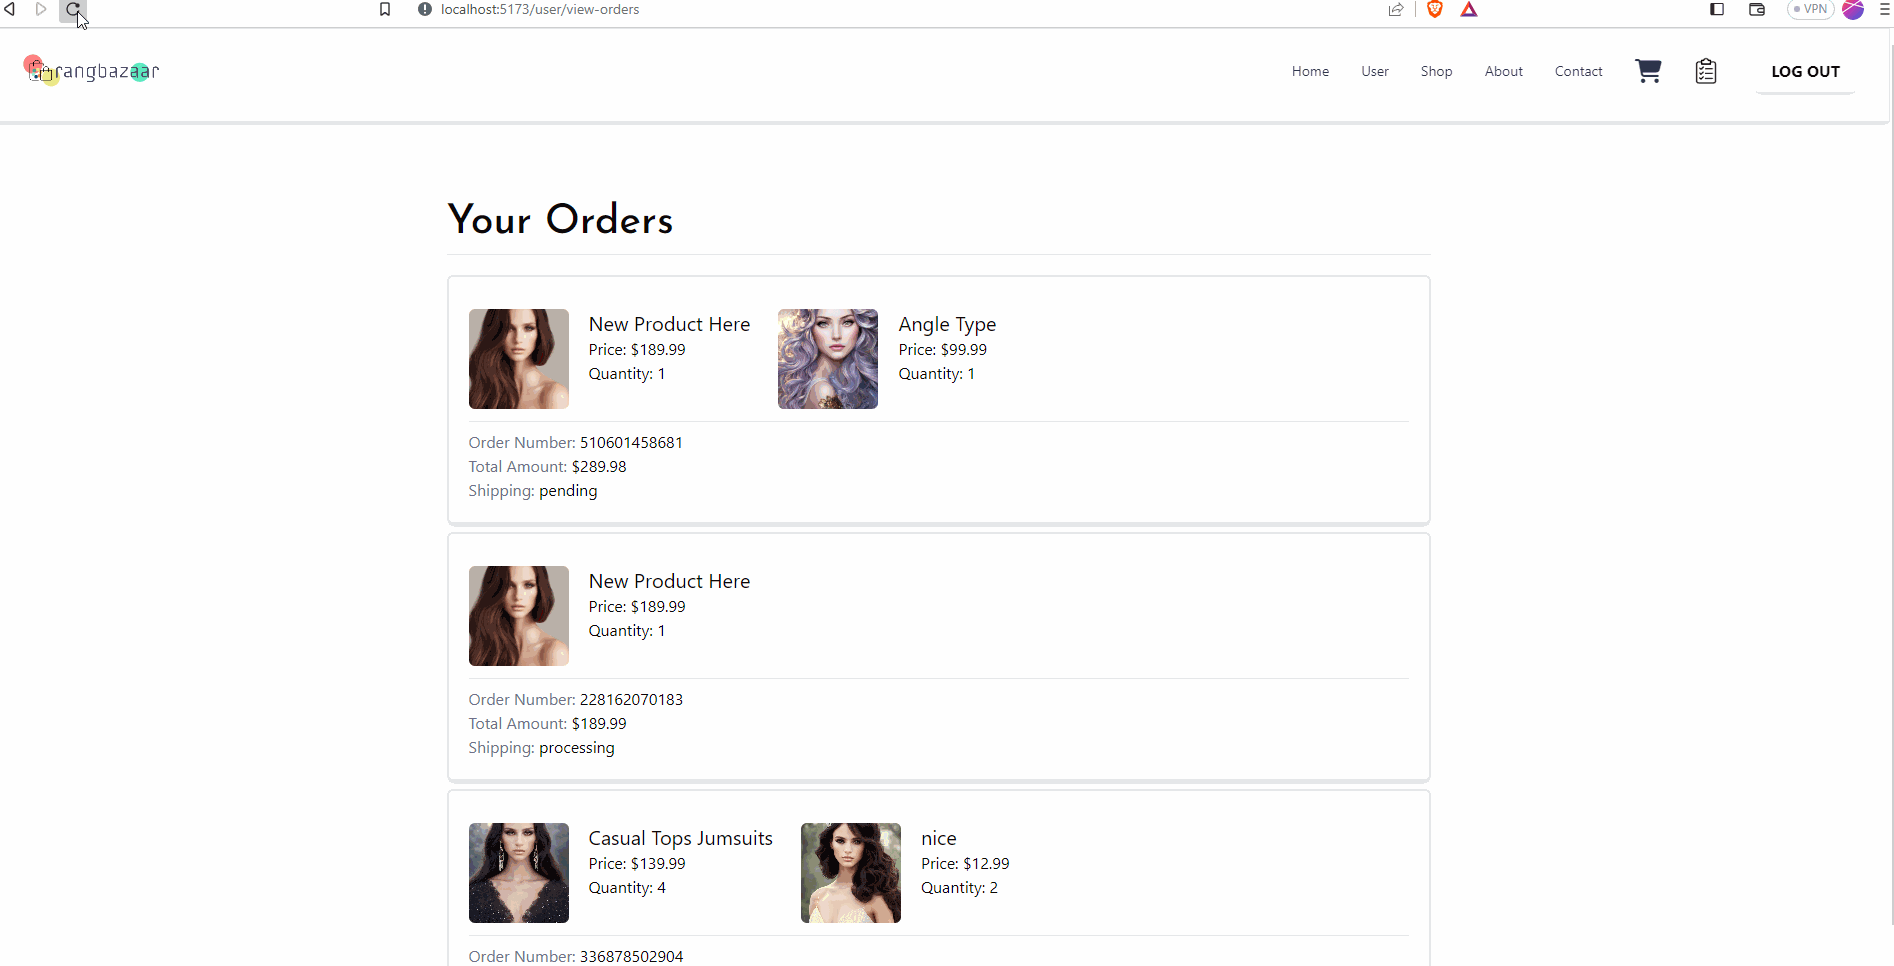 localhost:5173/user/view-orders
VPN
rangbazaar
Home User Shop About Contact LOG OUT
Your Orders
New Product Here
Price: $189.99
Quantity: 1
Angle Type
Price: $99.99
Quantity: 1
Order Number: 510601458681
Total Amount: $289.98
Shipping: pending
New Product Here
Price: $189.99
Quantity: 1
Order Number: 228162070183
Total Amount: $189.99
Shipping: processing
Casual Tops Jumsuits
Price: $139.99
Quantity: 4
nice
Price: $12.99
Quantity: 2
Order Number: 336878502904